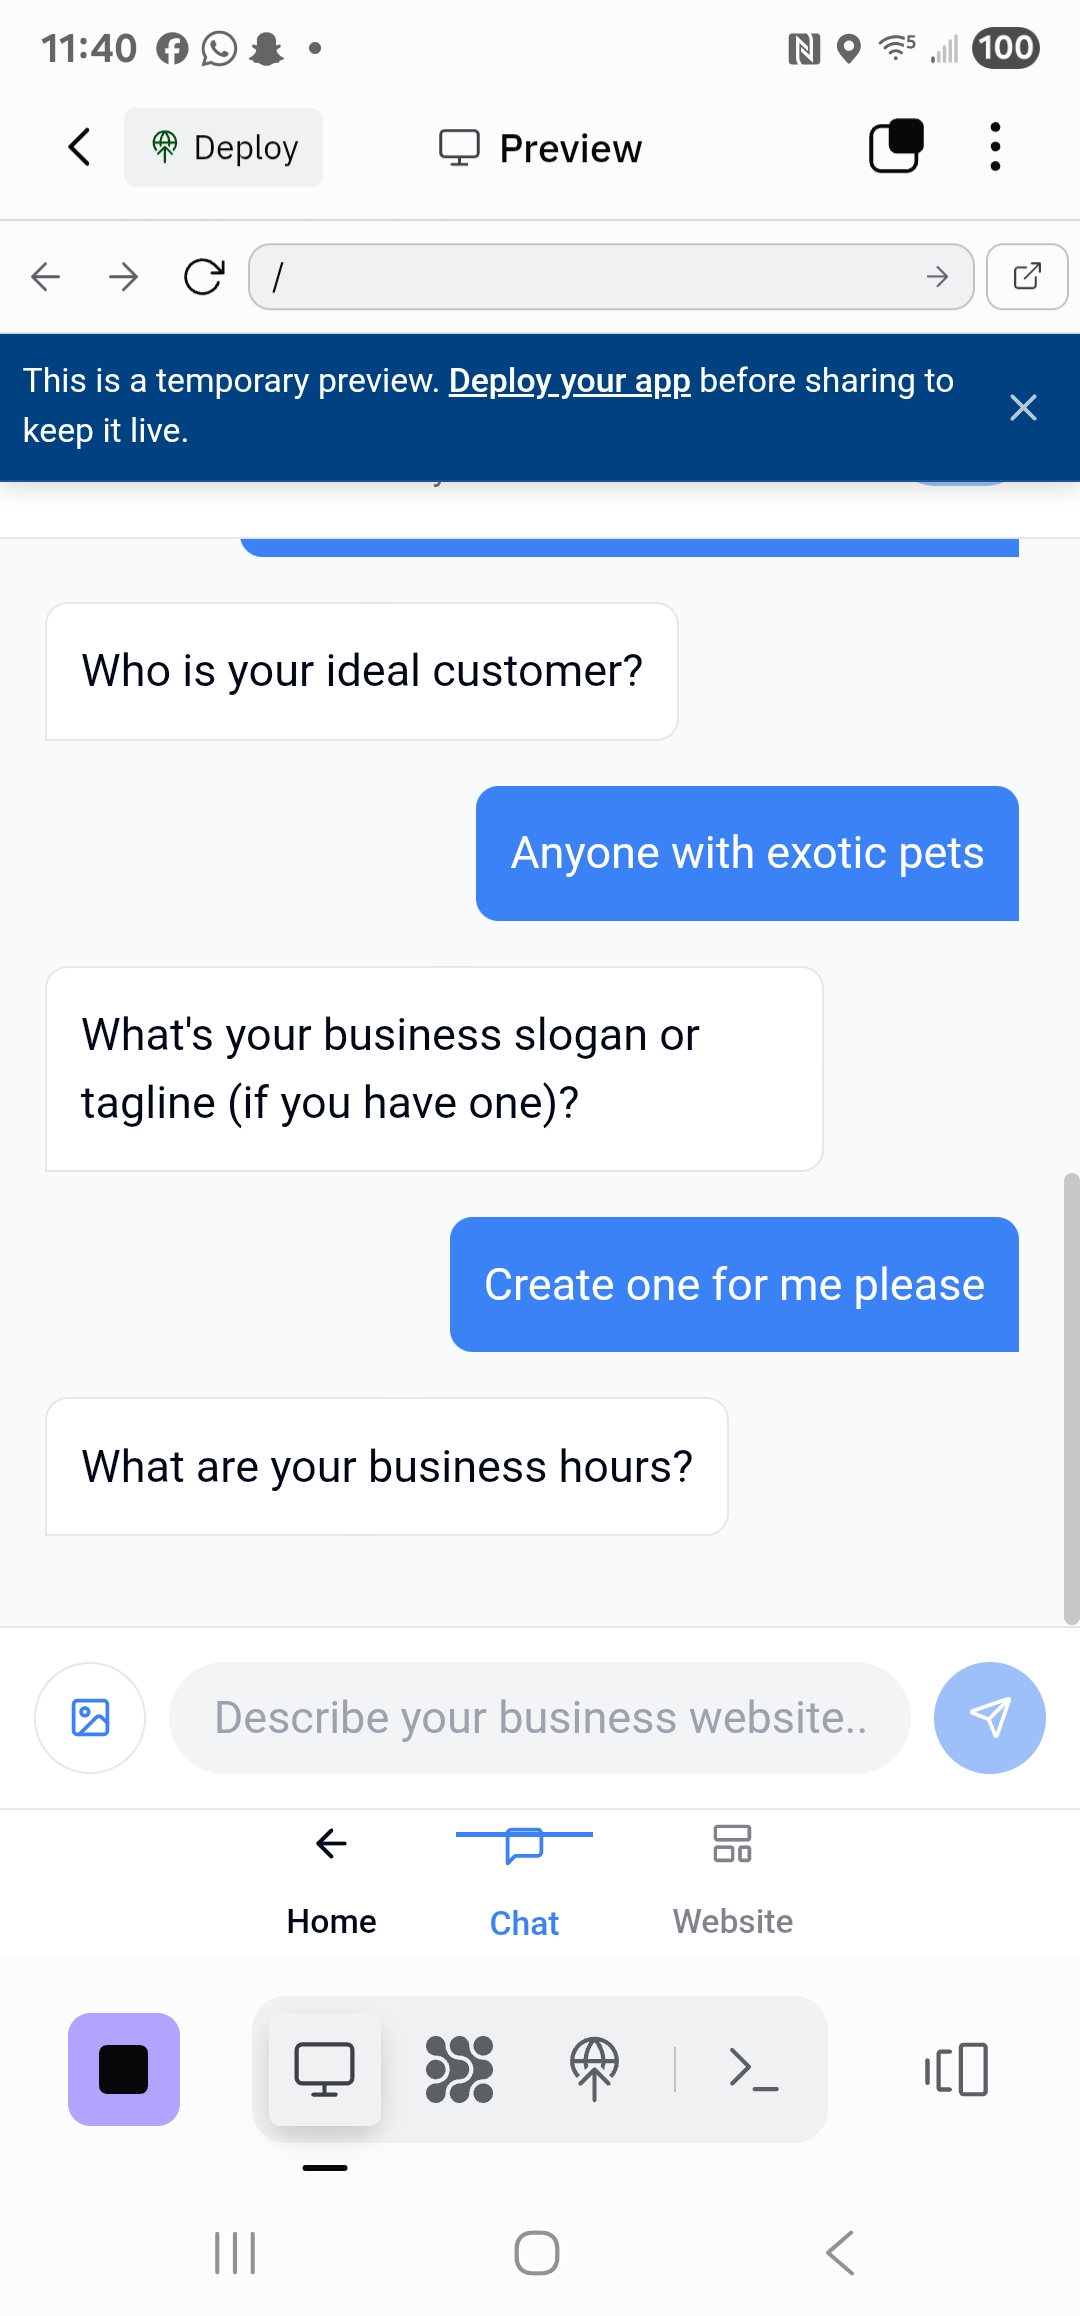 11:40
5
100
Deploy
Preview
/
This is a temporary preview. Deploy your app before sharing to
keep it live.
Who is your ideal customer?
Anyone with exotic pets
What's your business slogan or
tagline (if you have one)?
Create one for me please
What are your business hours?
Describe your business website..
Home
Chat
Website